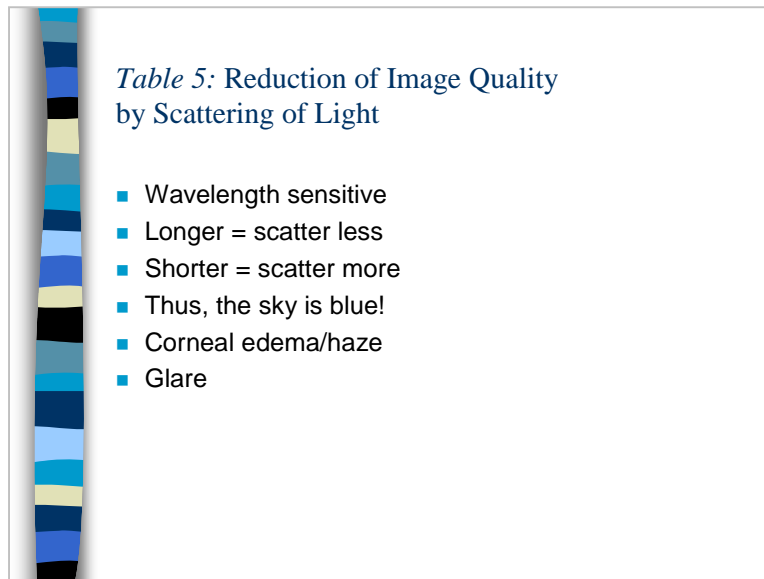 Table 5: Reduction of Image Quality
by Scattering of Light
Wavelength sensitive
Longer = scatter less
Shorter = scatter more
Thus, the sky is blue!
Corneal edema/haze
Glare